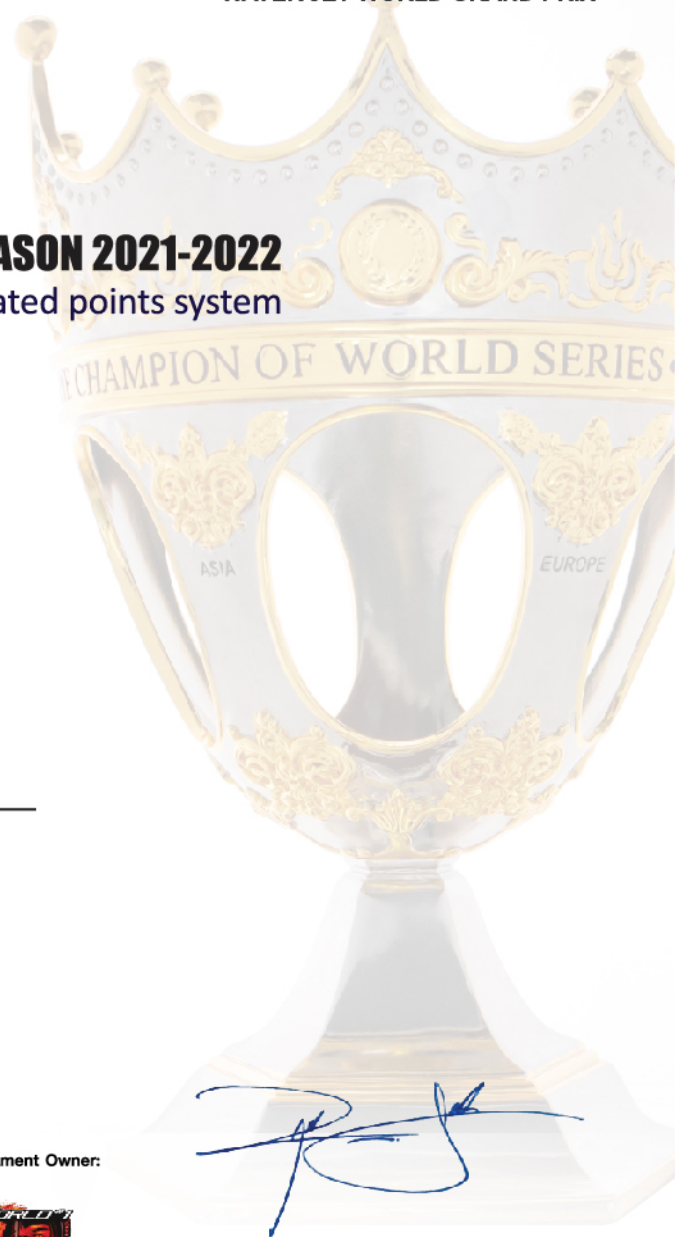 ASON 2021-2022
ated points system
CHAMPION OF WORLD SERIES
ASIA
EUROPE
ment Owner: